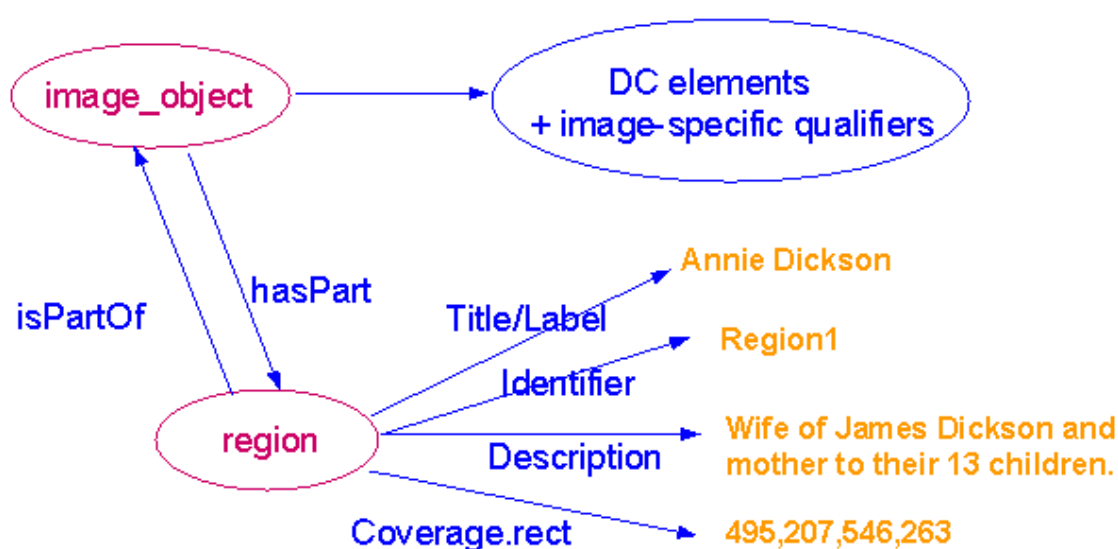 image_object
DC elements
+ image-specific qualifiers
isPartOf
hasPart
Title/Label
Annie Dickson
Identifier
Region1
region
Description
Wife of James Dickson and
mother to their 13 children.
Coverage.rect
495,207,546,263